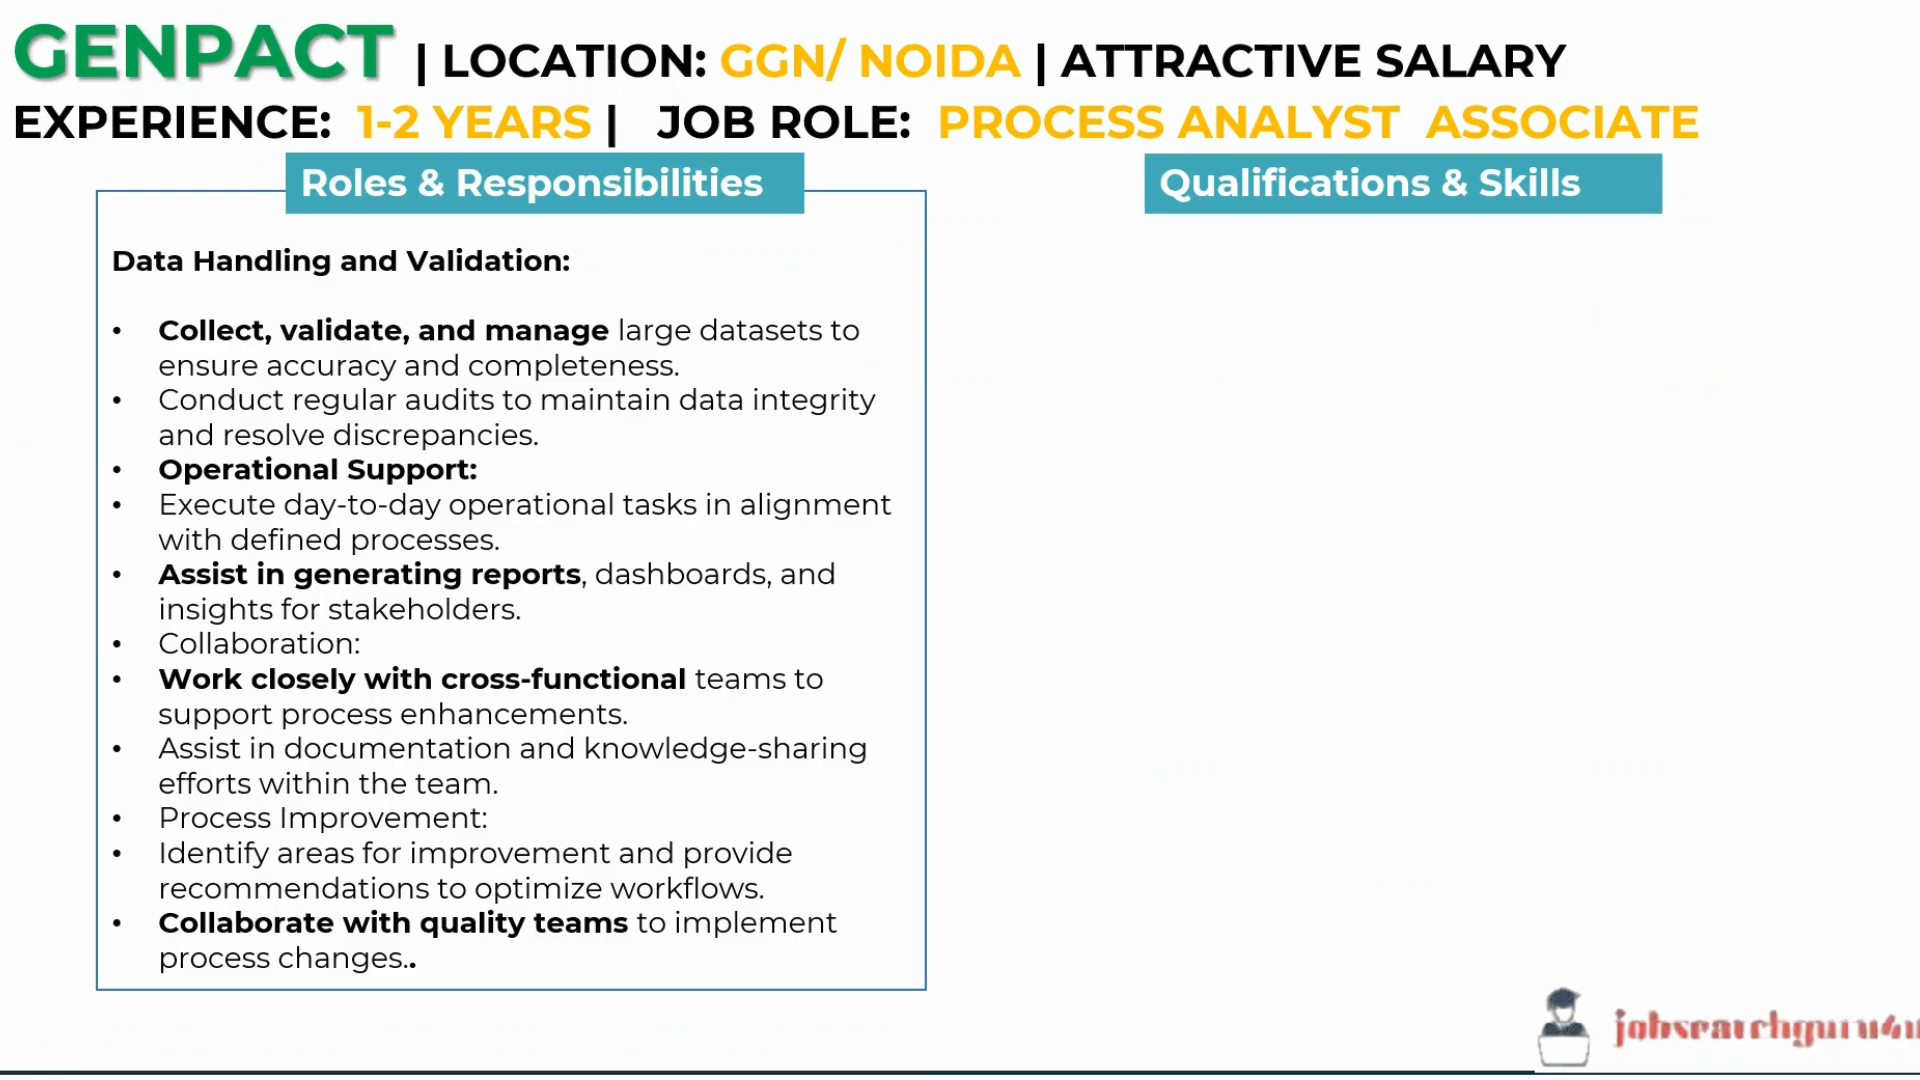 GENPACT | LOCATION: GGN/ NOIDA | ATTRACTIVE SALARY
EXPERIENCE: 1-2 YEARS | JOB ROLE: PROCESS ANALYST ASSOCIATE
Roles & Responsibilities
Data Handling and Validation:
• Collect, validate, and manage large datasets to
ensure accuracy and completeness.
• Conduct regular audits to maintain data integrity
and resolve discrepancies.
• Operational Support:
• Execute day-to-day operational tasks in alignment
with defined processes.
• Assist in generating reports, dashboards, and
insights for stakeholders.
• Collaboration:
• Work closely with cross-functional teams to
support process enhancements.
• Assist in documentation and knowledge-sharing
efforts within the team.
• Process Improvement:
• Identify areas for improvement and provide
recommendations to optimize workflows.
• Collaborate with quality teams to implement
process changes..
Qualifications & Skills